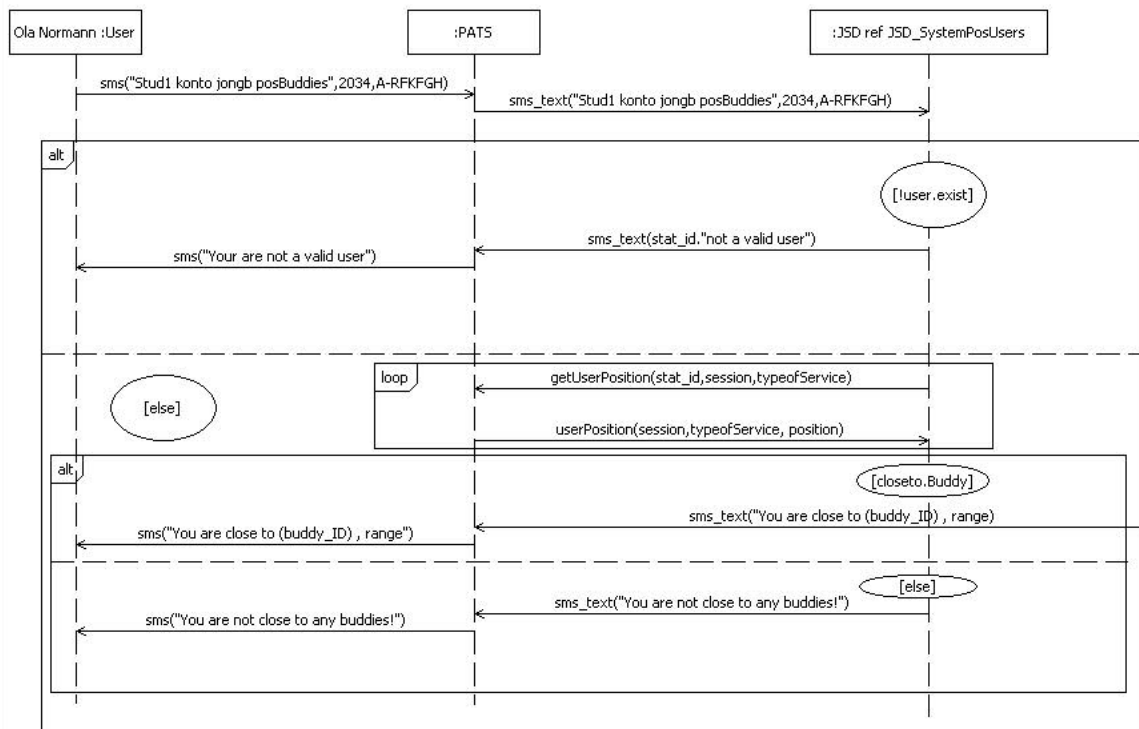 Ola Normann :User
:PATS
:JSD ref JSD_SystemPosUsers
sms("Stud1 konto jongb posBuddies",2034,A-RFKFGH)
sms_text("Stud1 konto jongb posBuddies",2034,A-RFKFGH)
alt
[!user.exist]
sms_text(stat_id."not a valid user")
sms("Your are not a valid user")
loop
getUserPosition(stat_id,session,typeofService)
[else]
userPosition(session,typeofService, position)
alt
[closeto.Buddy]
sms_text("You are close to (buddy_ID) , range)
sms("You are close to (buddy_ID) , range")
[else]
sms_text("You are not close to any buddies!")
sms("You are not close to any buddies!")